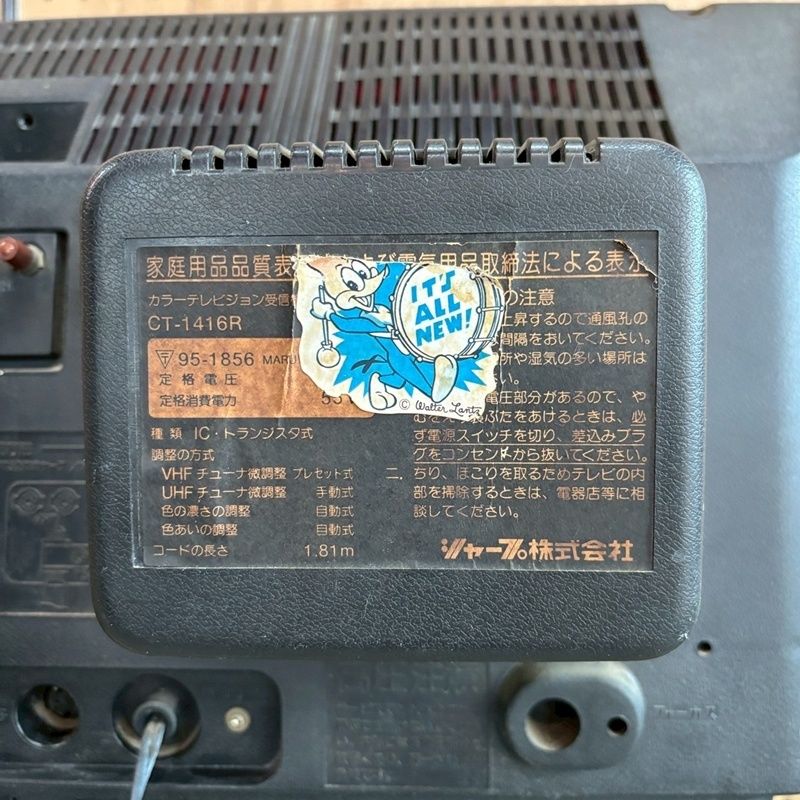 家庭用品品質表 び電気用品取締法による表示
カラーテレビジョン受信
CT-1416R
95-1856 MARU
定格電圧
定格消費電力 55
種類 IC・トランジスタ式
調整の方式
VHFチューナ微調整 プレセット式
UHFチューナ微調整 手動式
色の濃さの調整 自動式
色あいの調整 自動式
コードの長さ 1.81m
IT'S
ALL
NEW!
© Walter Lantz
の注意
上昇するので通風孔の
間隔をおいてください。
所や湿気の多い場所は
い。
電圧部分があるので、や
ぶたをあけるときは、必
ず電源スイッチを切り、差込みプラ
グをコンセントから抜いてください。
二、ちり、ほこりを取るためテレビの内
部を掃除するときは、電器店等に相
談してください。
シャープ株式会社